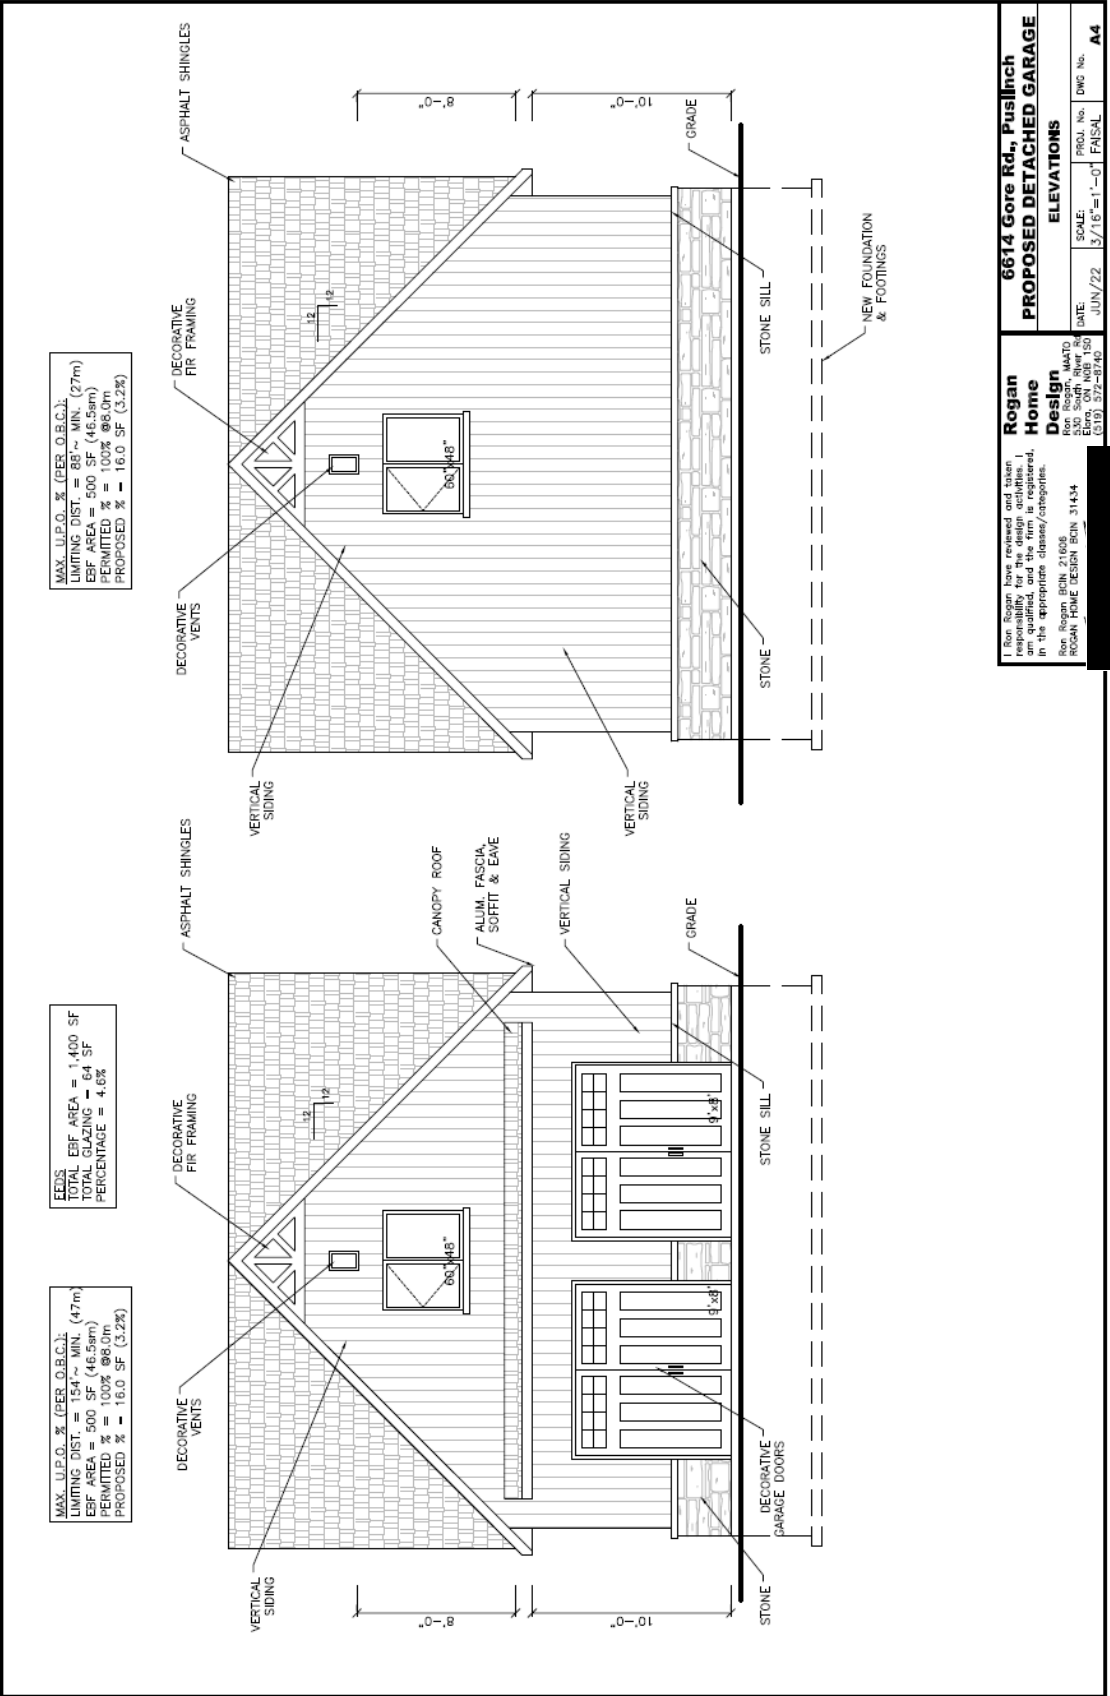 MAX. U.P.O. % (PER O.B.C.):
LIMITING DIST. = 154'~ MIN. (47m)
EBF AREA = 500 SF (46.5sm)
PERMITTED % = 100% @8.0m
PROPOSED % = 16.0 SF (3.2%)
EEDS
TOTAL EBF AREA = 1,400 SF
TOTAL GLAZING = 64 SF
PERCENTAGE = 4.6%
MAX. U.P.O. % (PER O.B.C.):
LIMITING DIST. = 88'~ MIN. (27m)
EBF AREA = 500 SF (46.5sm)
PERMITTED % = 100% @8.0m
PROPOSED % = 16.0 SF (3.2%)
VERTICAL
SIDING
DECORATIVE
VENTS
DECORATIVE
FIR FRAMING
ASPHALT SHINGLES
12
12
60"x48"
CANOPY ROOF
ALUM. FASCIA,
SOFFIT & EAVE
VERTICAL SIDING
8'-0"
10'-0"
9'x8'
9'x8'
GRADE
STONE
DECORATIVE
GARAGE DOORS
STONE SILL
VERTICAL
SIDING
DECORATIVE
VENTS
DECORATIVE
FIR FRAMING
ASPHALT SHINGLES
12
12
60"x48"
8'-0"
10'-0"
VERTICAL
SIDING
GRADE
STONE
STONE SILL
NEW FOUNDATION
& FOOTINGS
I Ron Rogan have reviewed and taken
responsibility for the design activities. I
am qualified, and the firm is registered,
in the appropriate classes/categories.
Ron Rogan BCIN 21606
ROGAN HOME DESIGN BCIN 31434
Rogan
Home
Design
Ron Rogan, MAATO
530 South River Rd
Elora, ON N0B 1S0
(519) 572-8740
6614 Gore Rd., Puslinch
PROPOSED DETACHED GARAGE
ELEVATIONS
DATE: JUN/22
SCALE: 3/16"=1'-0"
PROJ. No. FAISAL
DWG No. A4